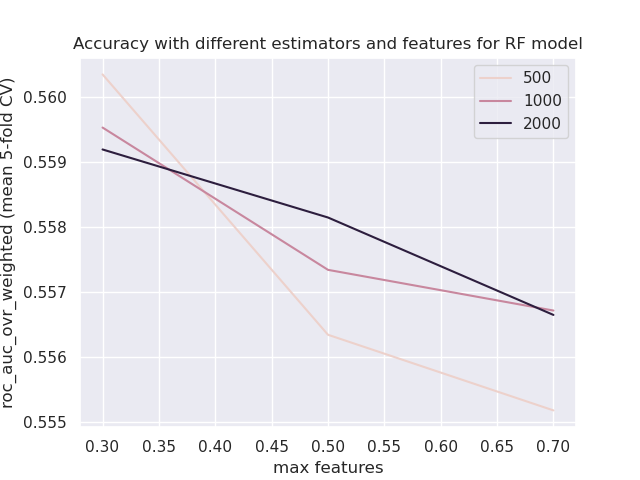 Accuracy with different estimators and features for RF model
500
1000
2000
roc_auc_ovr_weighted (mean 5-fold CV)
0.560
0.559
0.558
0.557
0.556
0.555
0.30 0.35 0.40 0.45 0.50 0.55 0.60 0.65 0.70
max features